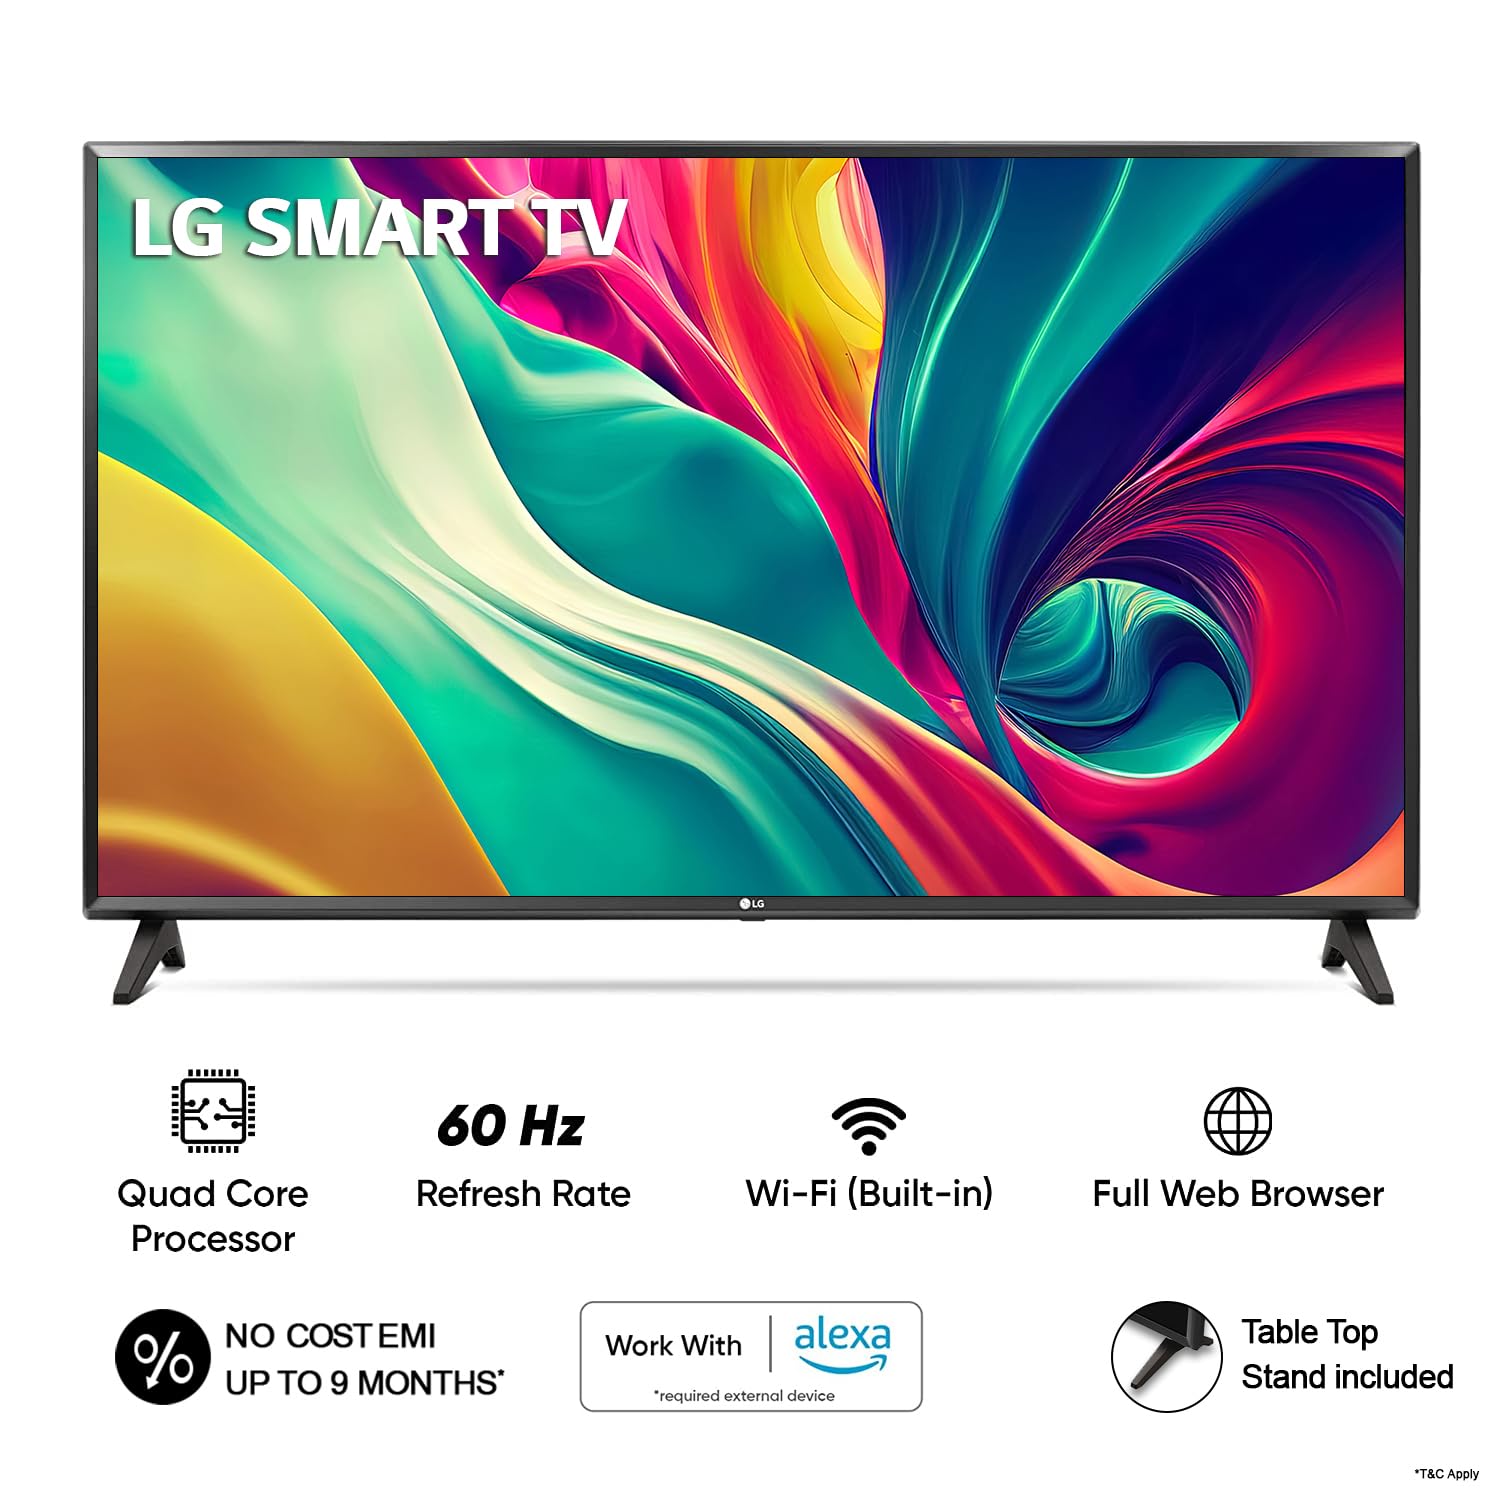 LG SMART TV
LG
60 Hz
Quad Core
Processor
Refresh Rate
Wi-Fi (Built-in)
Full Web Browser
%
NO COST EMI
UP TO 9 MONTHS*
Work With
alexa
*required external device
Table Top
Stand included
*T&C Apply